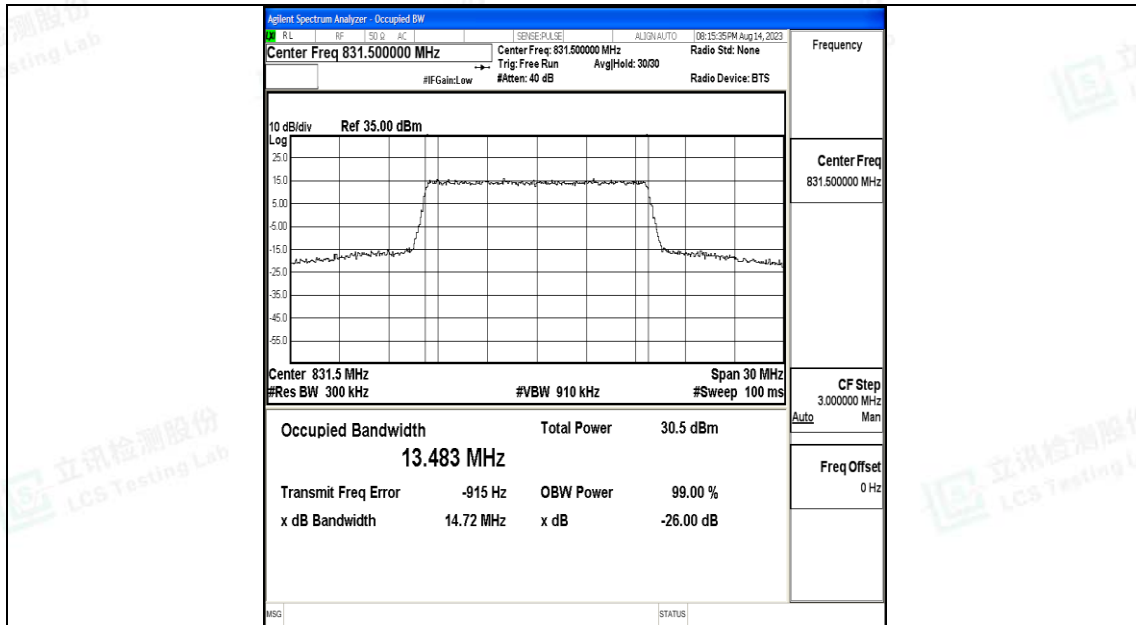 Agilent Spectrum Analyzer - Occupied BW
RL RF 50 Ω AC SENSE:PULSE ALIGNAUTO 08:15:35PM Aug 14, 2023
Center Freq 831.500000 MHz
Center Freq: 831.500000 MHz
Radio Std: None
Trig: Free Run Avg|Hold: 30/30
#IFGain:Low
#Atten: 40 dB
Radio Device: BTS
10 dB/div Ref 35.00 dBm
Log
25.0
15.0
5.00
-5.00
-15.0
-25.0
-35.0
-45.0
-55.0
Center 831.5 MHz Span 30 MHz
#Res BW 300 kHz #VBW 910 kHz #Sweep 100 ms
Occupied Bandwidth Total Power 30.5 dBm
13.483 MHz
Transmit Freq Error -915 Hz OBW Power 99.00 %
x dB Bandwidth 14.72 MHz x dB -26.00 dB
MSG STATUS
Frequency
Center Freq
831.500000 MHz
CF Step
3.000000 MHz
Auto Man
Freq Offset
0 Hz
立讯检测股份
LCS Testing Lab
立讯检测股份